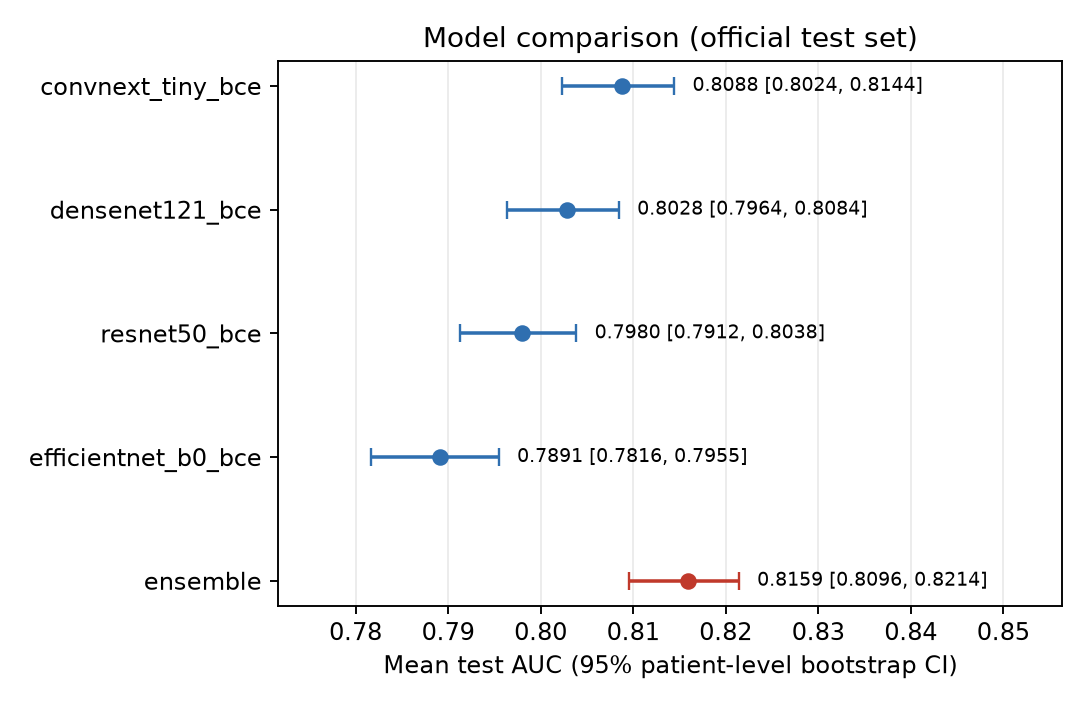 Model comparison (official test set)
convnext_tiny_bce
0.8088 [0.8024, 0.8144]
densenet121_bce
0.8028 [0.7964, 0.8084]
resnet50_bce
0.7980 [0.7912, 0.8038]
efficientnet_b0_bce
0.7891 [0.7816, 0.7955]
ensemble
0.8159 [0.8096, 0.8214]
0.78 0.79 0.80 0.81 0.82 0.83 0.84 0.85
Mean test AUC (95% patient-level bootstrap CI)